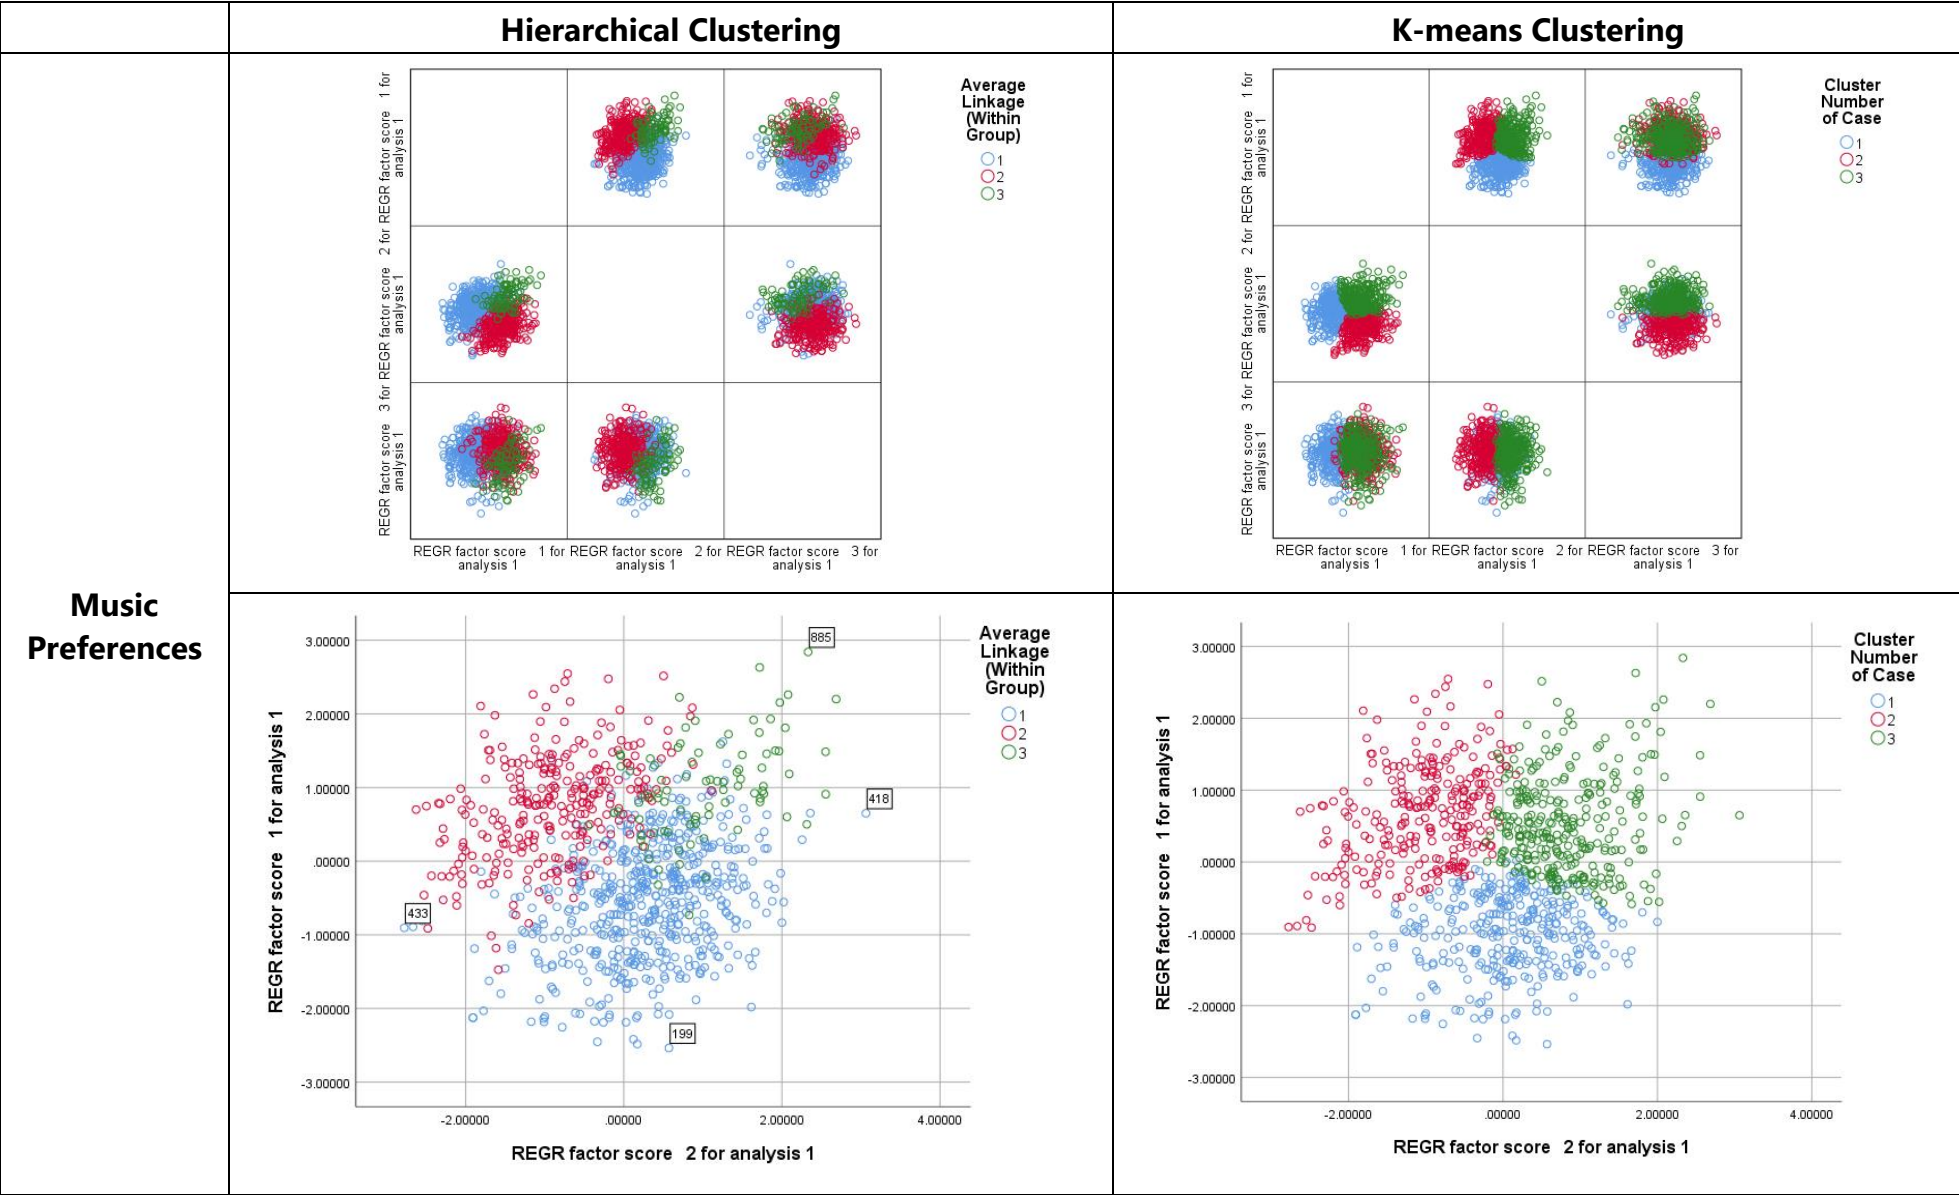 Hierarchical Clustering
K-means Clustering
Music
Preferences
REGR factor score 1 for
analysis 1
REGR factor score 2 for
analysis 1
REGR factor score 3 for
analysis 1
REGR factor score 1 for REGR factor score 2 for REGR factor score 3 for
analysis 1 analysis 1 analysis 1
Average
Linkage
(Within
Group)
1
2
3
REGR factor score 1 for
analysis 1
REGR factor score 2 for
analysis 1
REGR factor score 3 for
analysis 1
REGR factor score 1 for REGR factor score 2 for REGR factor score 3 for
analysis 1 analysis 1 analysis 1
Cluster
Number
of Case
1
2
3
REGR factor score 1 for analysis 1
3.00000
2.00000
1.00000
.00000
-1.00000
-2.00000
-3.00000
885
418
433
199
-2.00000 .00000 2.00000 4.00000
REGR factor score 2 for analysis 1
Average
Linkage
(Within
Group)
1
2
3
REGR factor score 1 for analysis 1
3.00000
2.00000
1.00000
.00000
-1.00000
-2.00000
-3.00000
-2.00000 .00000 2.00000 4.00000
REGR factor score 2 for analysis 1
Cluster
Number
of Case
1
2
3